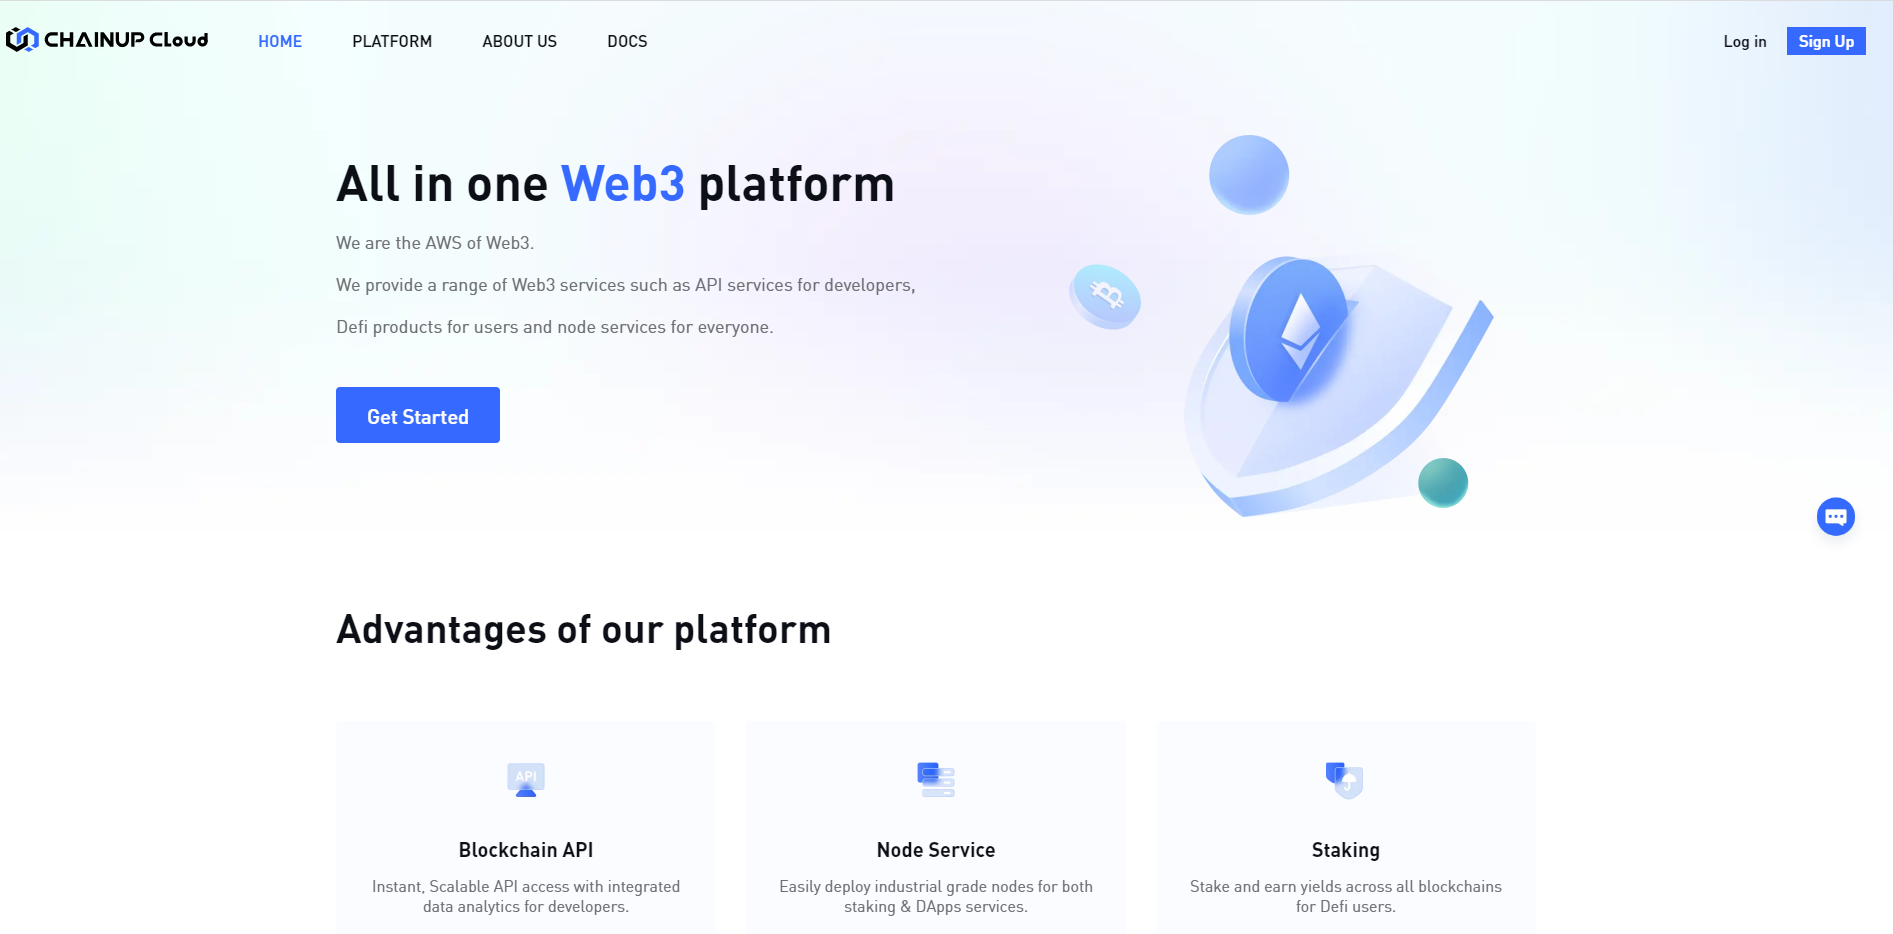 CHAINUP CLoud
HOME
PLATFORM
ABOUT US
DOCS
Log in
Sign Up
All in one Web3 platform
We are the AWS of Web3.
We provide a range of Web3 services such as API services for developers,
Defi products for users and node services for everyone.
Get Started
Advantages of our platform
API
Blockchain API
Instant, Scalable API access with integrated
data analytics for developers.
Node Service
Easily deploy industrial grade nodes for both
staking & DApps services.
Staking
Stake and earn yields across all blockchains
for Defi users.